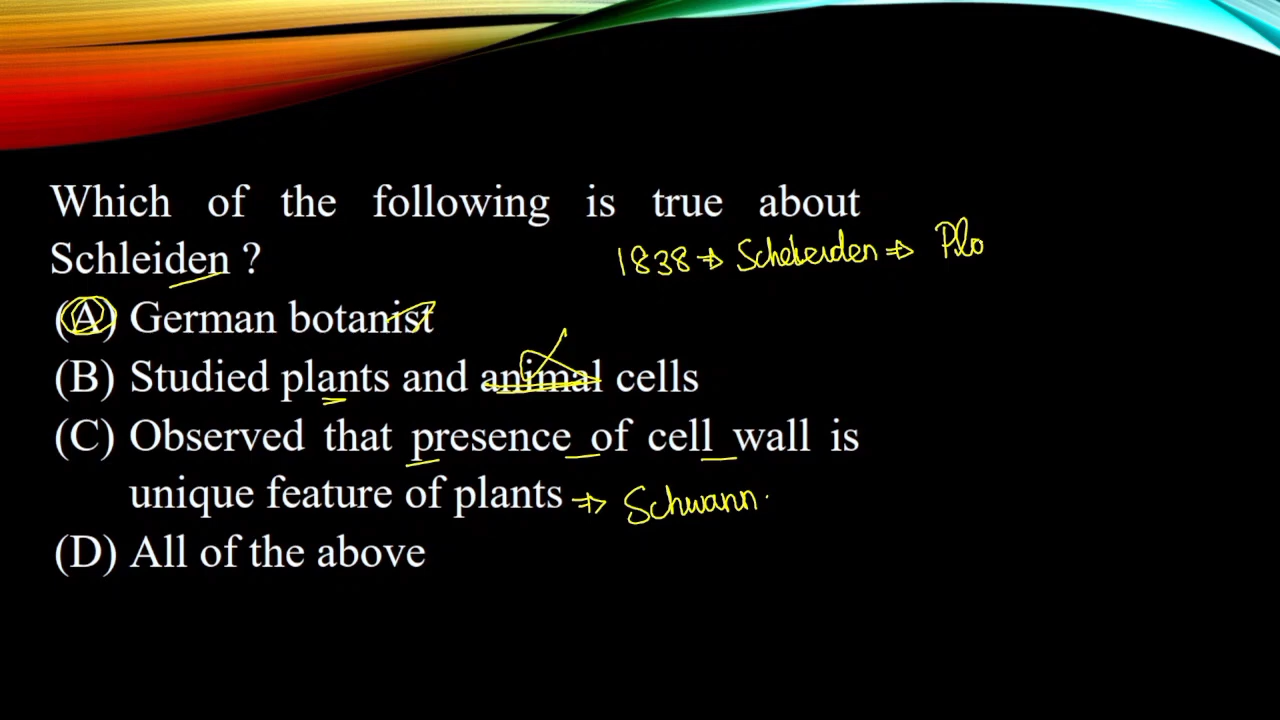 Which of the following is true about
Schleiden ?
1838 → Scheleiden ⇒ Plo
(A) German botanist
(B) Studied plants and animal cells
(C) Observed that presence of cell wall is
unique feature of plants ⇒ Schwann.
(D) All of the above